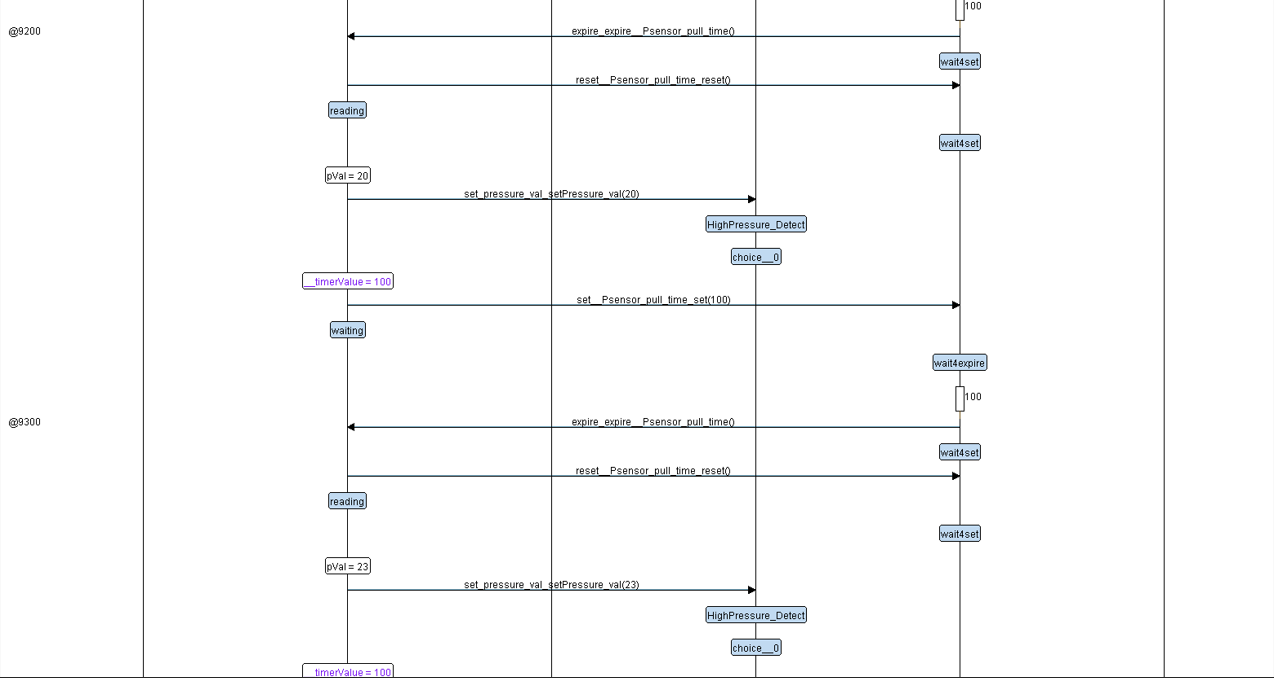 100
@9200
expire_expire__Psensor_pull_time()
wait4set
reset__Psensor_pull_time_reset()
reading
wait4set
pVal = 20
set_pressure_val_setPressure_val(20)
HighPressure_Detect
choice__0
__timerValue = 100
set__Psensor_pull_time_set(100)
waiting
wait4expire
100
@9300
expire_expire__Psensor_pull_time()
wait4set
reset__Psensor_pull_time_reset()
reading
wait4set
pVal = 23
set_pressure_val_setPressure_val(23)
HighPressure_Detect
choice__0
__timerValue = 100